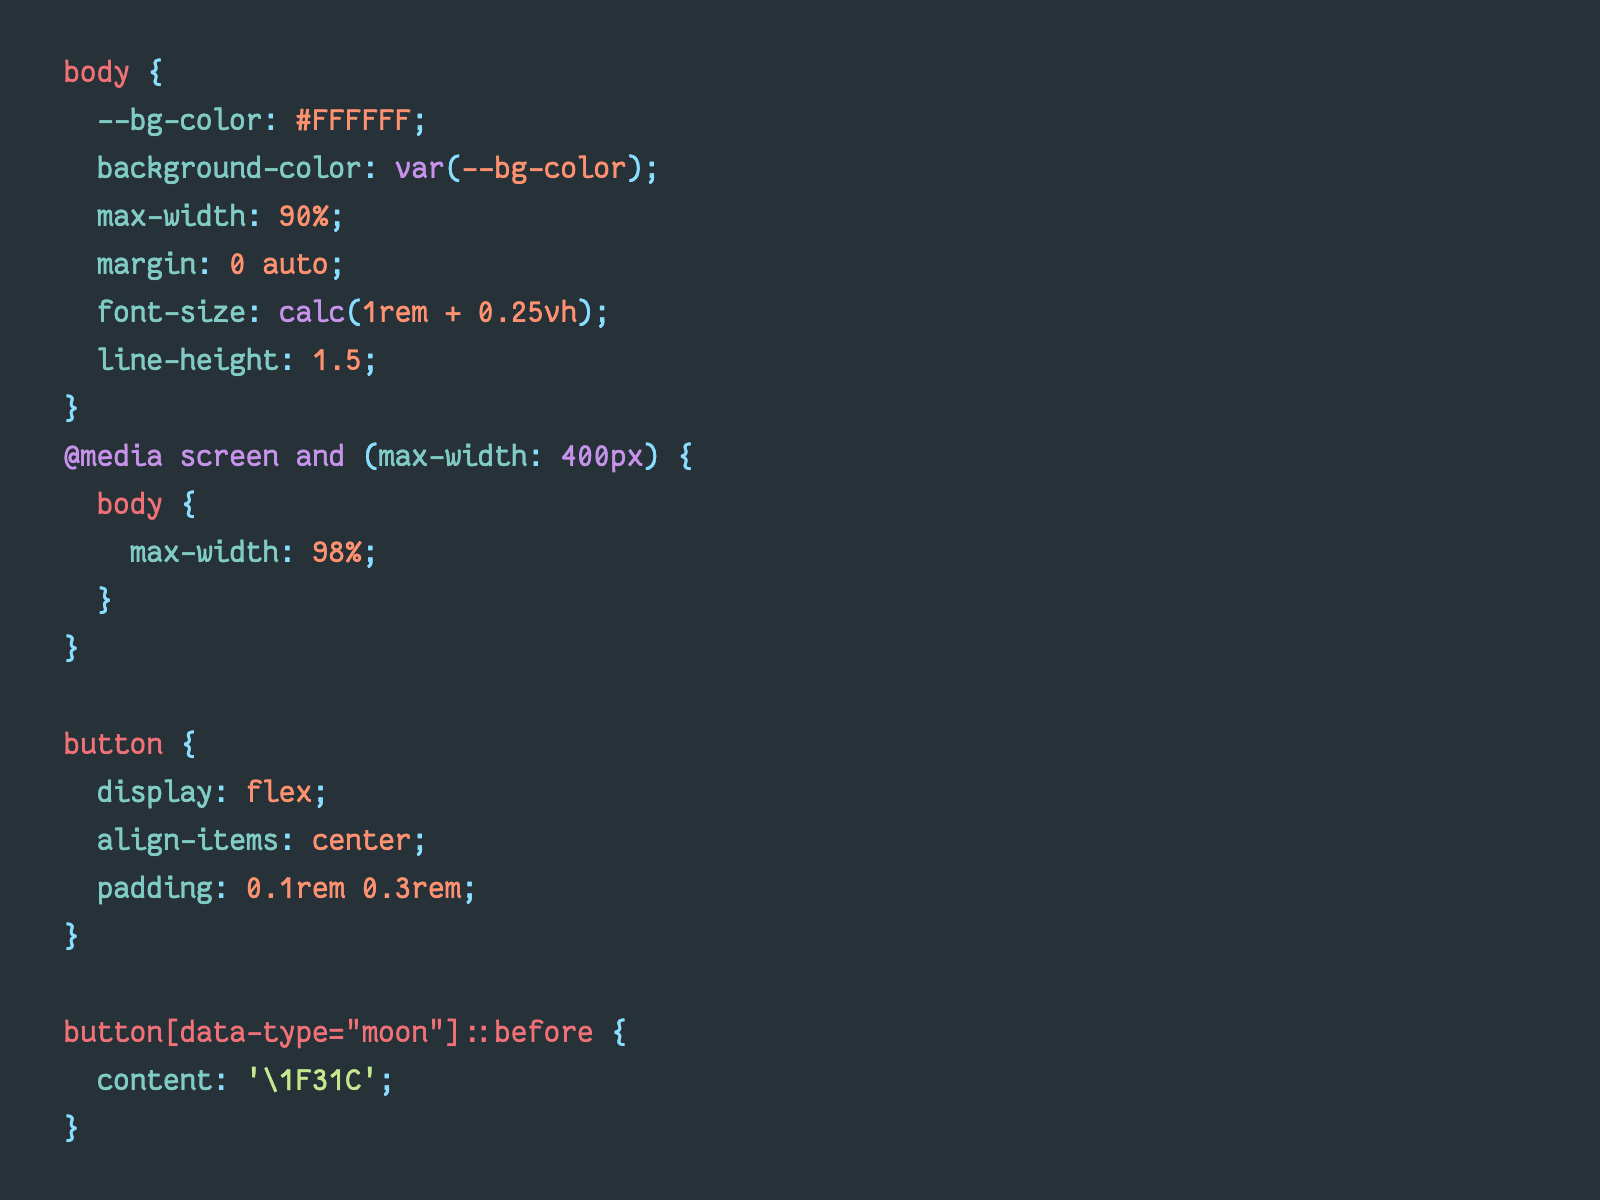 body {
  --bg-color: #FFFFFF;
  background-color: var(--bg-color);
  max-width: 90%;
  margin: 0 auto;
  font-size: calc(1rem + 0.25vh);
  line-height: 1.5;
}
@media screen and (max-width: 400px) {
  body {
    max-width: 98%;
  }
}

button {
  display: flex;
  align-items: center;
  padding: 0.1rem 0.3rem;
}

button[data-type="moon"]::before {
  content: '\1F31C';
}